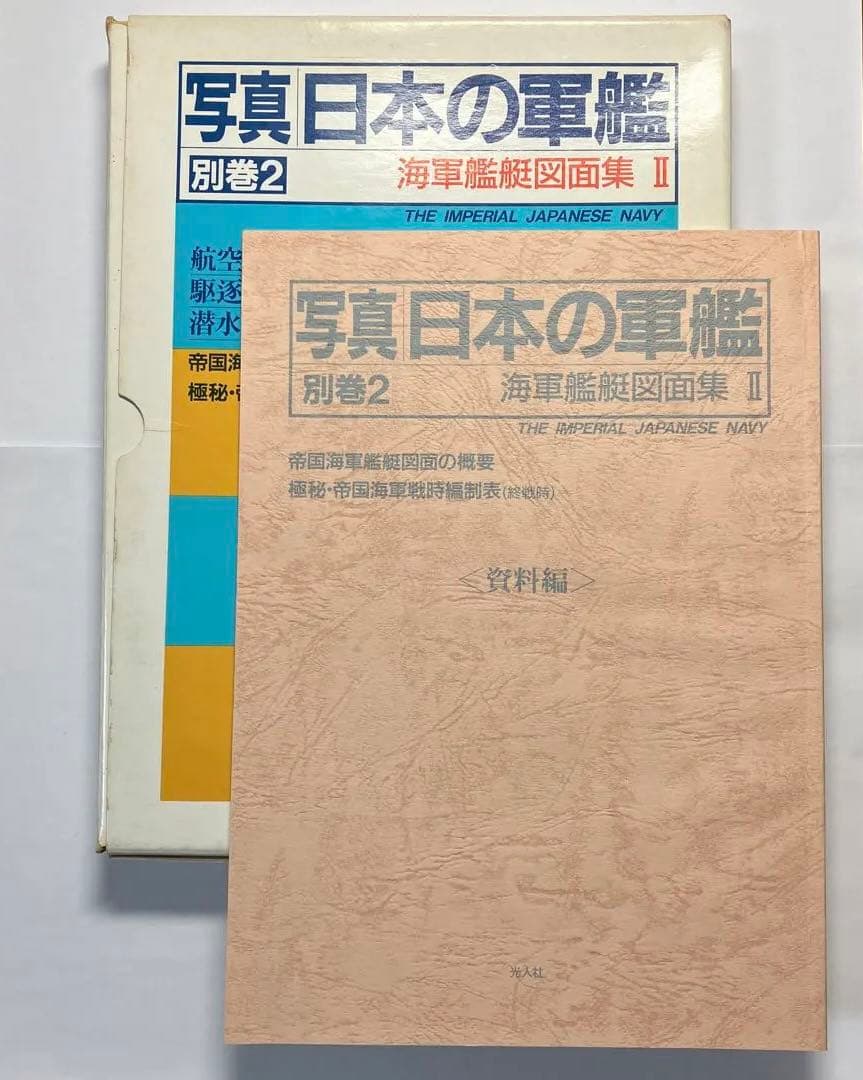 写真日本の軍艦
別巻2 海軍艦艇図面集 Ⅱ
THE IMPERIAL JAPANESE NAVY
航空
駆逐
潜水
帝国海
極秘・帝
写真日本の軍艦
別巻2 海軍艦艇図面集 Ⅱ
THE IMPERIAL JAPANESE NAVY
帝国海軍艦艇図面の概要
極秘・帝国海軍戦時編制表(終戦時)
〈資料編〉
光人社